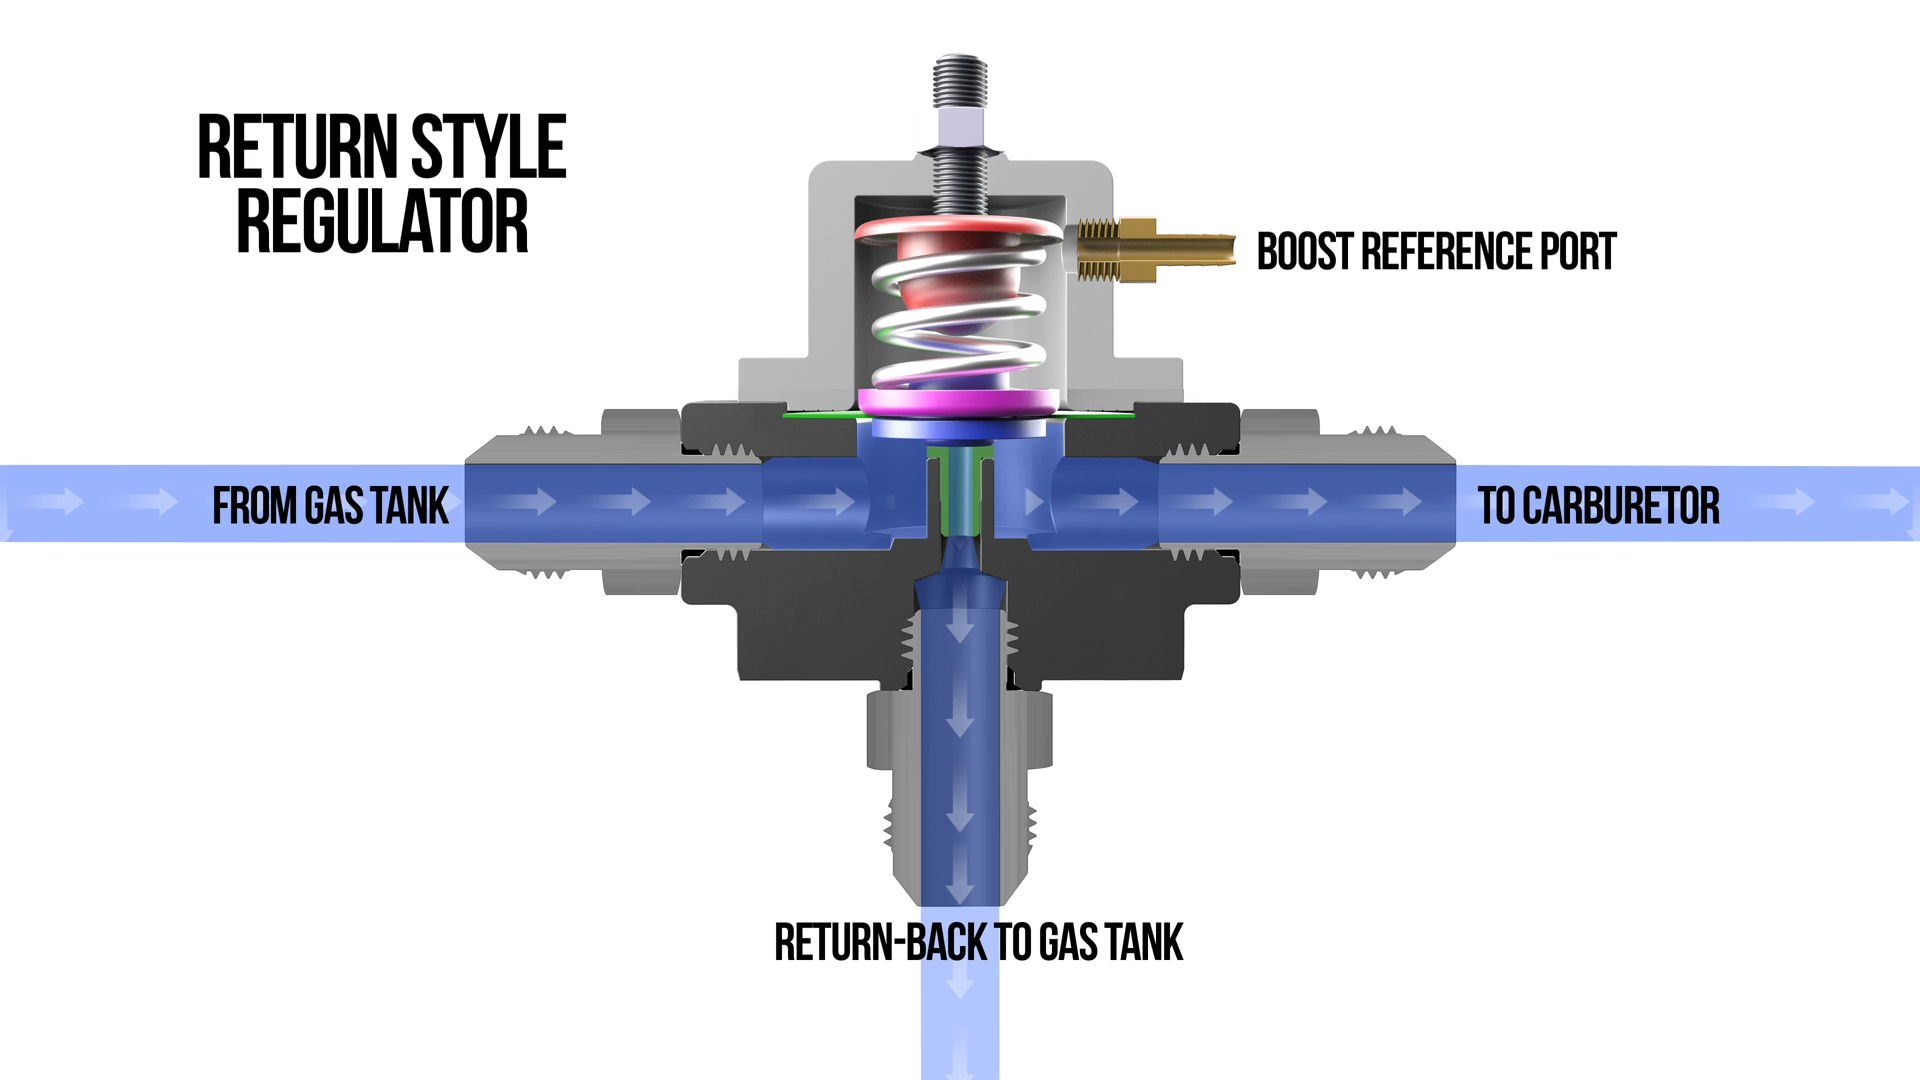 RETURN STYLE
REGULATOR
BOOST REFERENCE PORT
FROM GAS TANK
TO CARBURETOR
RETURN-BACK TO GAS TANK